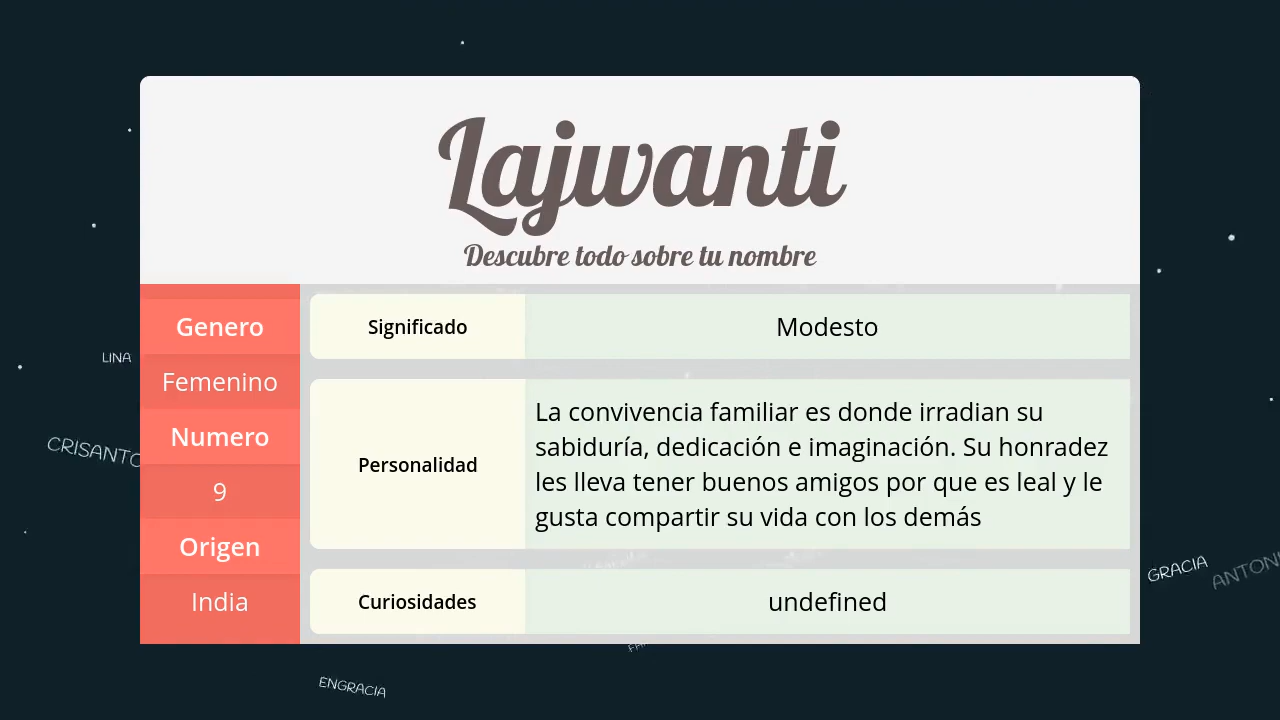 Lajwanti
Descubre todo sobre tu nombre
Genero
Femenino
Numero
9
Origen
India
Significado
Modesto
Personalidad
La convivencia familiar es donde irradian su
sabiduría, dedicación e imaginación. Su honradez
les lleva tener buenos amigos por que es leal y le
gusta compartir su vida con los demás
Curiosidades
undefined
LINA
CRISANTO
GRACIA
ENGRACIA